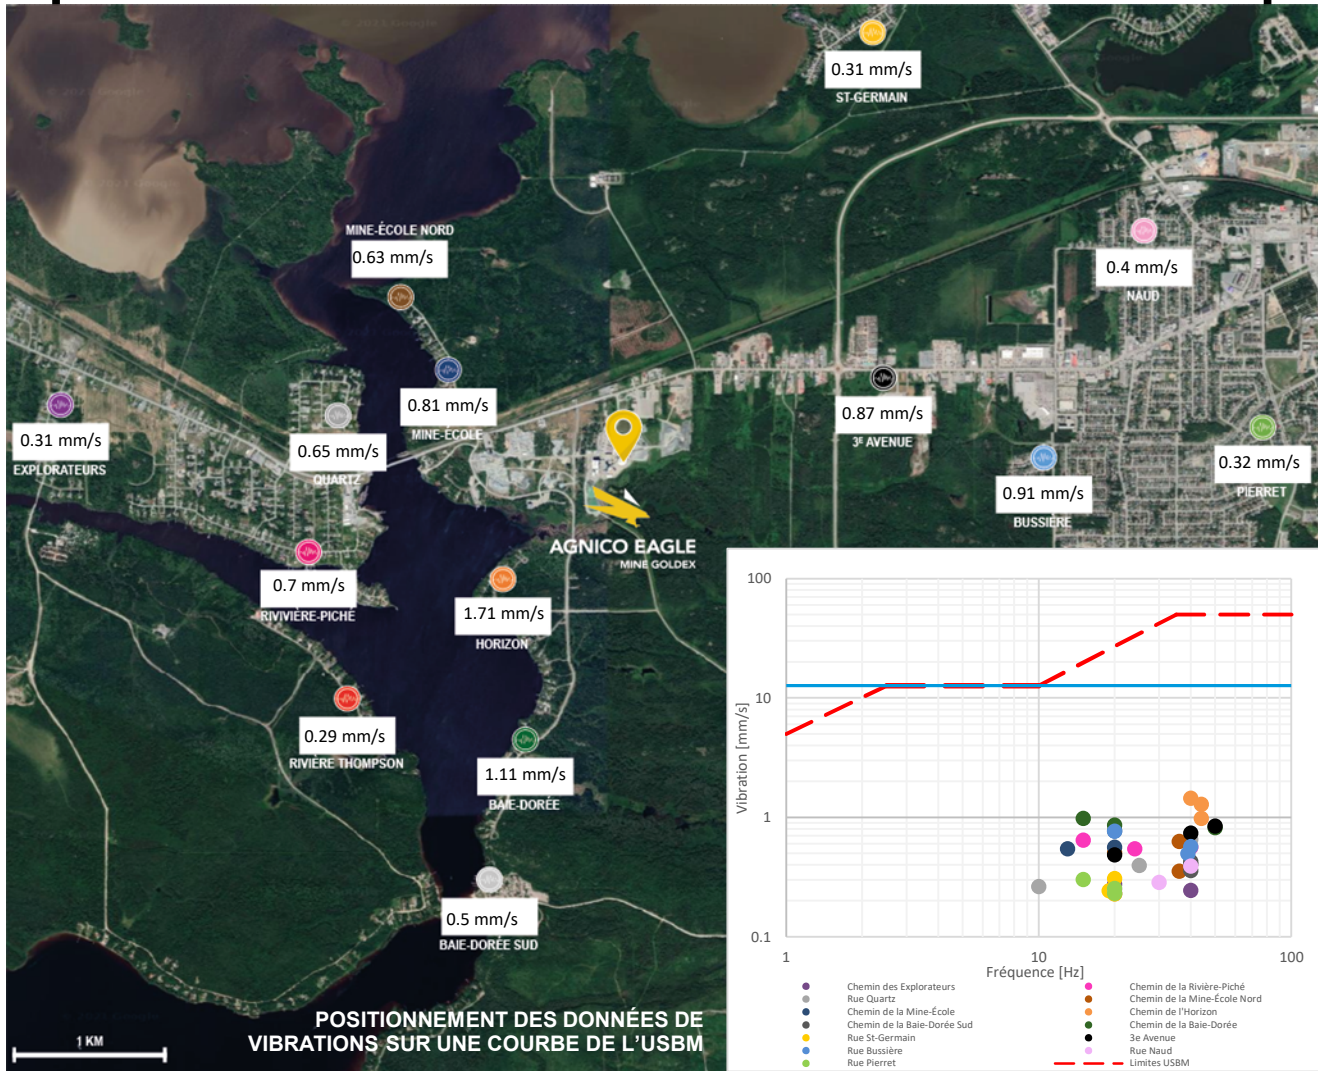 0.31 mm/s
ST-GERMAIN
MINE-ÉCOLE NORD
0.63 mm/s
0.4 mm/s
NAUD
0.81 mm/s
MINE-ÉCOLE
0.87 mm/s
3E AVENUE
0.31 mm/s
EXPLORATEURS
0.65 mm/s
QUARTZ
0.32 mm/s
PIERRET
0.91 mm/s
BUSSIÈRE
AGNICO EAGLE
MINE GOLDEX
0.7 mm/s
RIVIVIÈRE-PICHÉ
1.71 mm/s
HORIZON
0.29 mm/s
RIVIÈRE THOMPSON
1.11 mm/s
BAIE-DORÉE
0.5 mm/s
BAIE-DORÉE SUD
POSITIONNEMENT DES DONNÉES DE
VIBRATIONS SUR UNE COURBE DE L'USBM
1 KM
100
10
1
0.1
Vibration [mm/s]
1
10
100
Fréquence [Hz]
Chemin des Explorateurs
Chemin de la Rivière-Piché
Rue Quartz
Chemin de la Mine-École Nord
Chemin de la Mine-École
Chemin de l'Horizon
Chemin de la Baie-Dorée Sud
Chemin de la Baie-Dorée
Rue St-Germain
3e Avenue
Rue Bussière
Rue Naud
Rue Pierret
Limites USBM